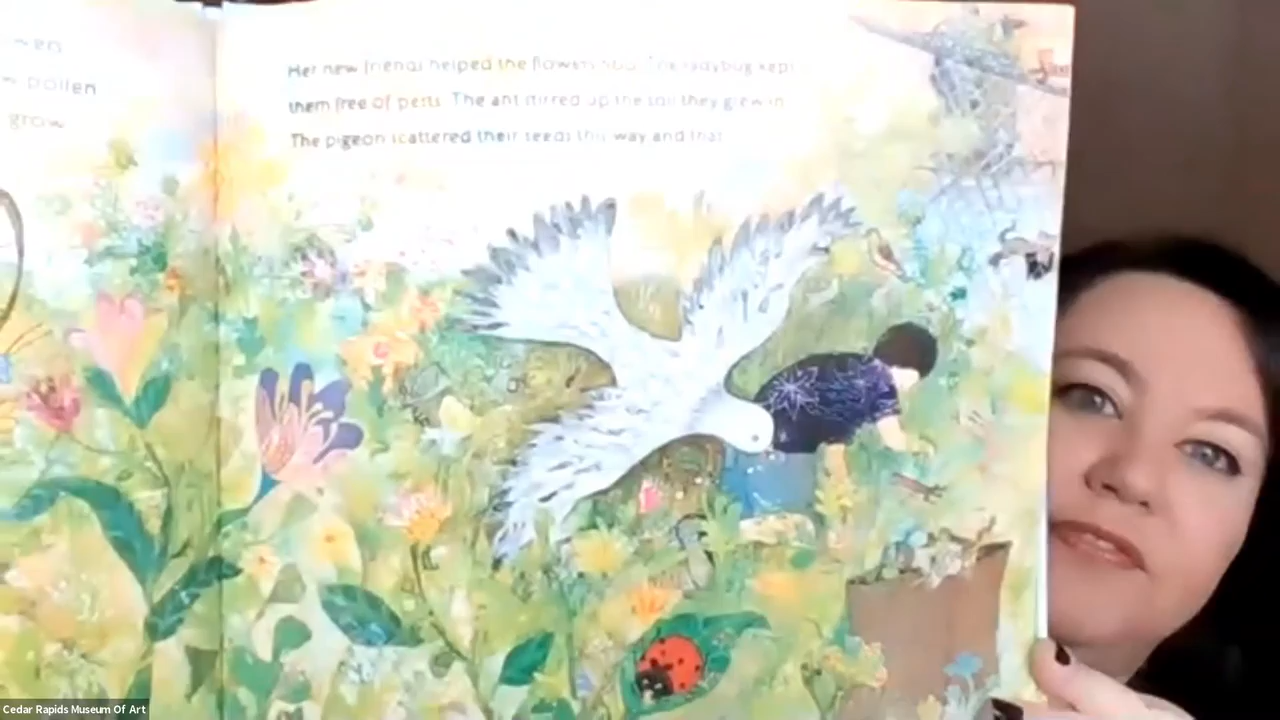 wers
pollen
grow
Her new friends helped the flowers too. The ladybug kept
them free of pests. The ant stirred up the soil they grew in.
The pigeon scattered their seeds this way and that.
Cedar Rapids Museum Of Art